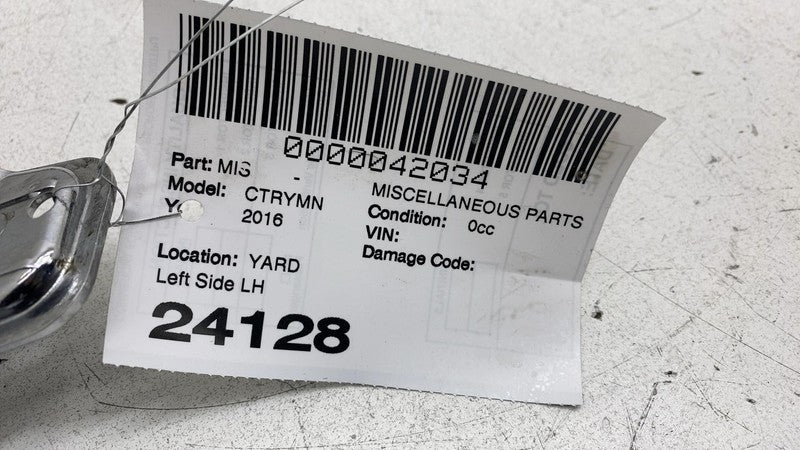 0000042034
Part: MIS -
MISCELLANEOUS PARTS
Model: CTRYMN
Condition: 0cc
2016
VIN:
Damage Code:
Location: YARD
Left Side LH
24128